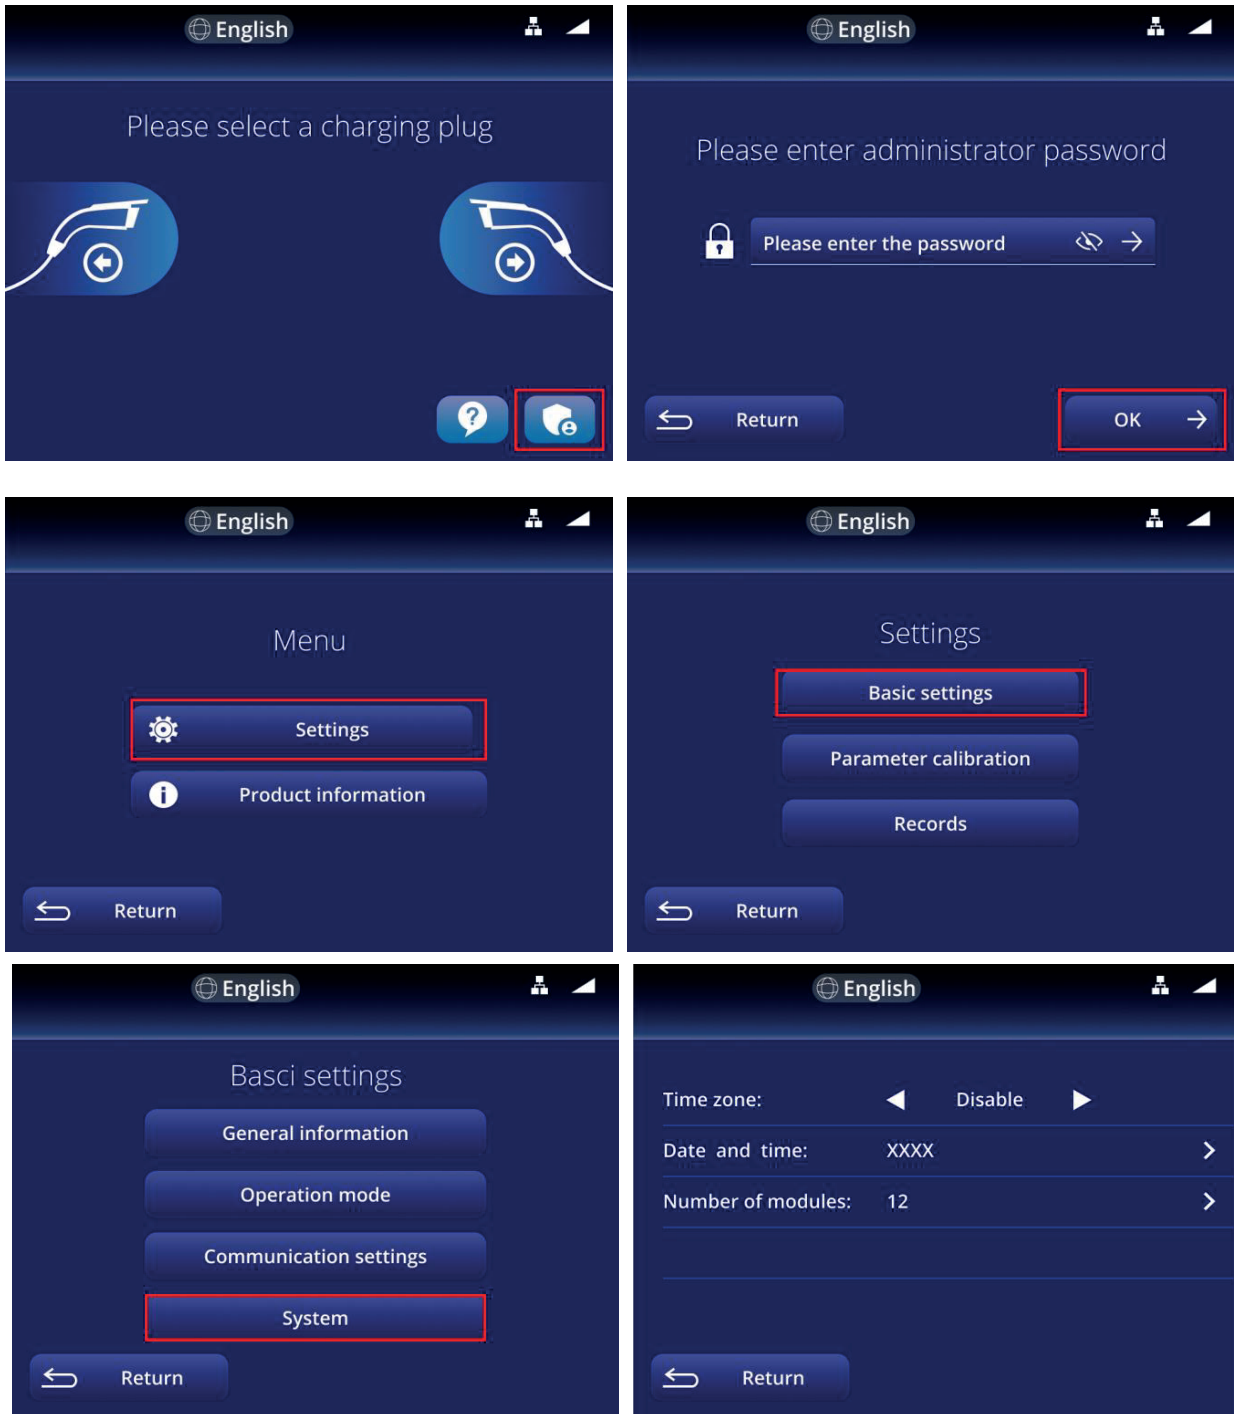 English
Please select a charging plug
English
Please enter administrator password
Please enter the password
Return
OK
English
Menu
Settings
Product information
Return
English
Settings
Basic settings
Parameter calibration
Records
Return
English
Basci settings
General information
Operation mode
Communication settings
System
Return
English
Time zone: Disable
Date and time: XXXX
Number of modules: 12
Return